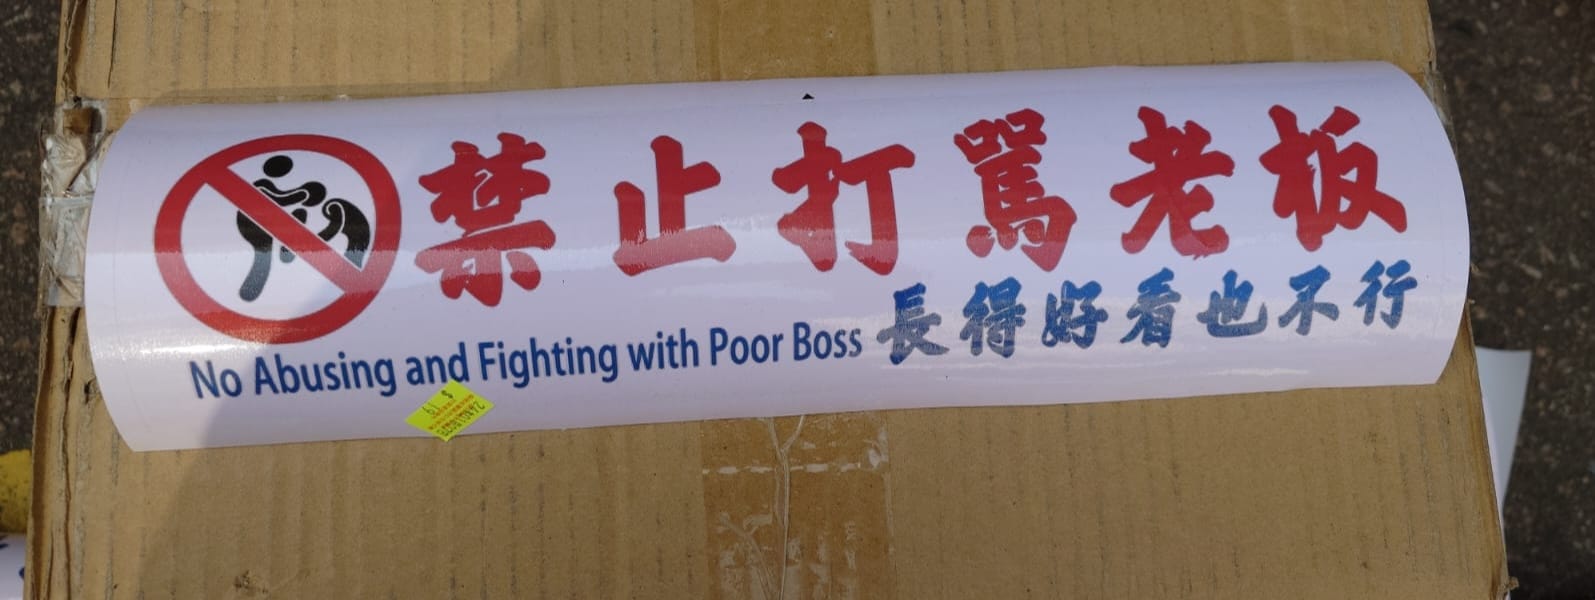 禁止打罵老板
長得好看也不行
No Abusing and Fighting with Poor Boss
$ 19